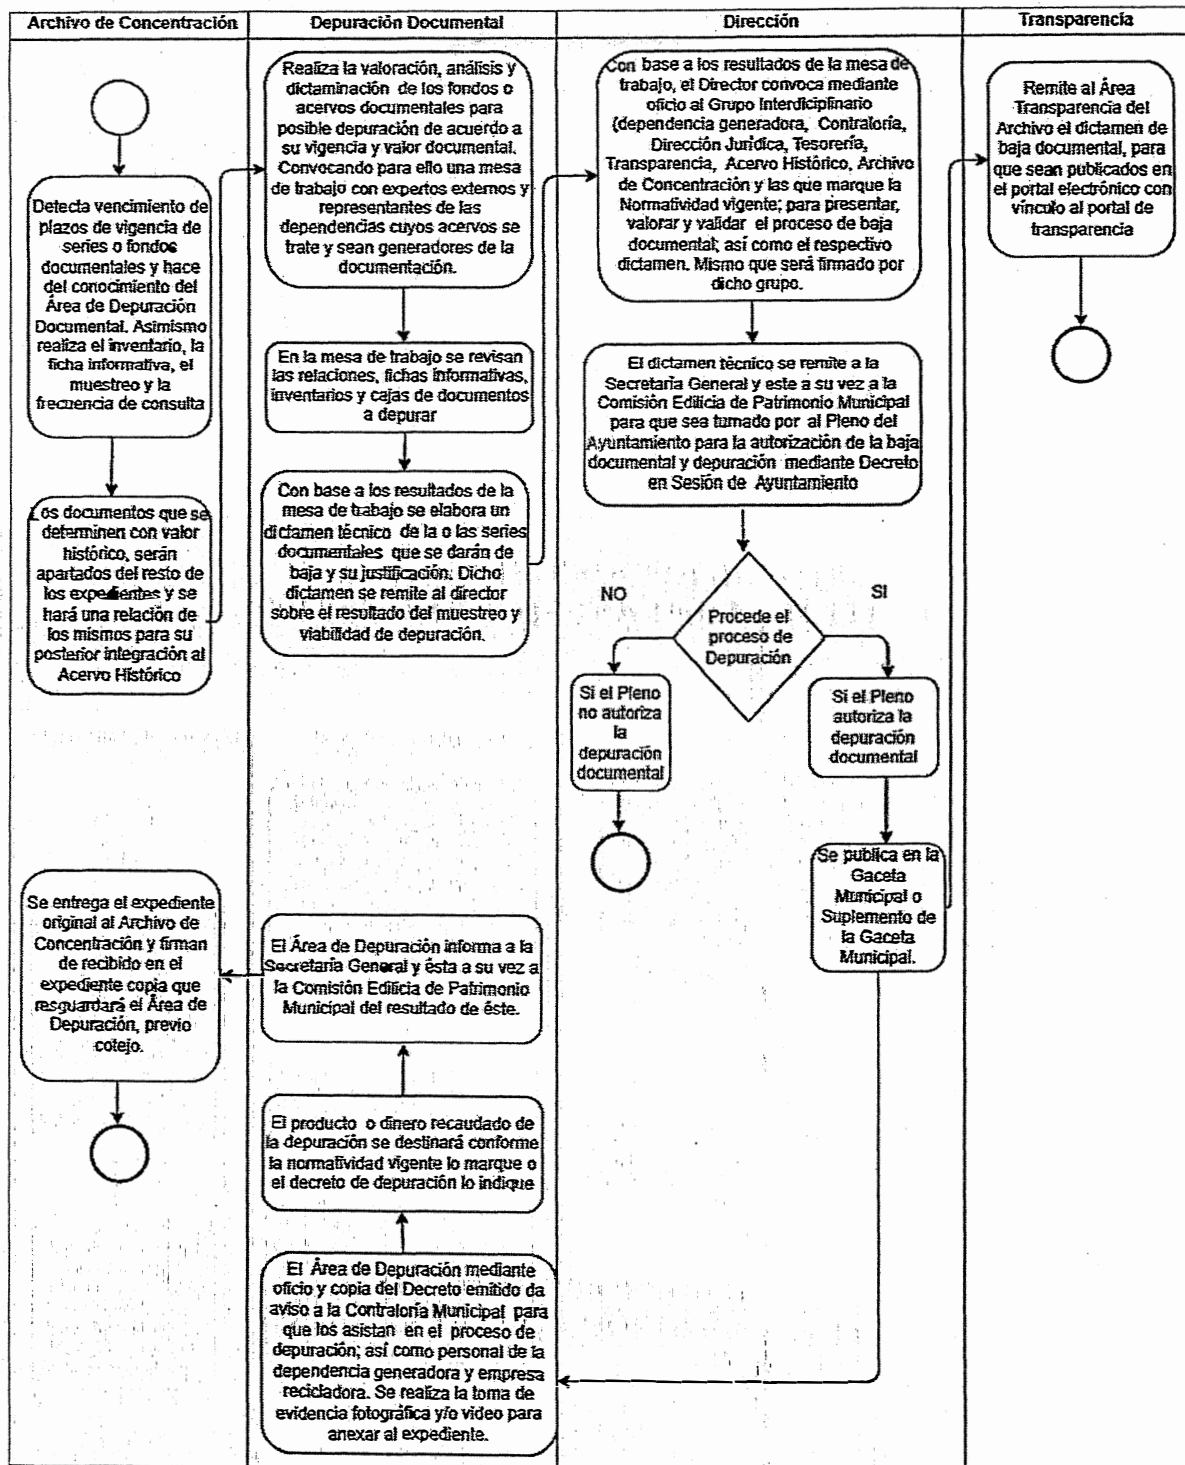 Archivo de Concentración
Depuración Documental
Dirección
Transparencia
Detecta vencimiento de
plazos de vigencia de
series o fondos
documentales y hace
del conocimiento del
Área de Depuración
Documental. Asimismo
realiza el inventario, la
ficha informativa, el
muestreo y la
frecuencia de consulta
Los documentos que se
determinen con valor
histórico, serán
apartados del resto de
los expedientes y se
hará una relación de
los mismos para su
posterior integración al
Acervo Histórico
Realiza la valoración, análisis y
dictaminación de los fondos o
acervos documentales para
posible depuración de acuerdo a
su vigencia y valor documental.
Convocando para ello una mesa
de trabajo con expertos externos y
representantes de las
dependencias cuyos acervos se
trate y sean generadores de la
documentación.
En la mesa de trabajo se revisan
las relaciones, fichas informativas,
inventarios y cajas de documentos
a depurar
Con base a los resultados de la
mesa de trabajo se elabora un
dictamen técnico de la o las series
documentales que se darán de
baja y su justificación. Dicho
dictamen se remite al director
sobre el resultado del muestreo y
viabilidad de depuración.
Con base a los resultados de la mesa de
trabajo, el Director convoca mediante
oficio al Grupo Interdiciplinario
(dependencia generadora, Contraloría,
Dirección Jurídica, Tesorería,
Transparencia, Acervo Histórico, Archivo
de Concentración y las que marque la
Normatividad vigente; para presentar,
valorar y validar el proceso de baja
documental; así como el respectivo
dictamen. Mismo que será firmado por
dicho grupo.
El dictamen técnico se remite a la
Secretaría General y este a su vez a la
Comisión Edilicia de Patrimonio Municipal
para que sea turnado por al Pleno del
Ayuntamiento para la autorización de la baja
documental y depuración mediante Decreto
en Sesión de Ayuntamiento
NO
SI
Procede el
proceso de
Depuración
Si el Pleno
no autoriza
la
depuración
documental
Si el Pleno
autoriza la
depuración
documental
Se publica en la
Gaceta
Municipal o
Suplemento de
la Gaceta
Municipal.
Remite al Área
Transparencia del
Archivo el dictamen de
baja documental, para
que sean publicados en
el portal electrónico con
vínculo al portal de
transparencia
El Área de Depuración mediante
oficio y copia del Decreto emitido da
aviso a la Contraloría Municipal para
que los asistan en el proceso de
depuración; así como personal de la
dependencia generadora y empresa
recicladora. Se realiza la toma de
evidencia fotográfica y/o video para
anexar al expediente.
El producto o dinero recaudado de
la depuración se destinará conforme
la normatividad vigente lo marque o
el decreto de depuración lo indique
El Área de Depuración informa a la
Secretaría General y ésta a su vez a
la Comisión Edilicia de Patrimonio
Municipal del resultado de éste.
Se entrega el expediente
original al Archivo de
Concentración y firman
de recibido en el
expediente copia que
resguardará el Área de
Depuración, previo
cotejo.